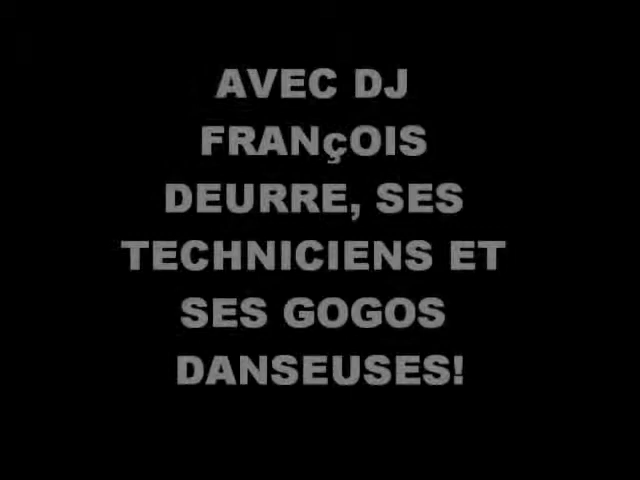 AVEC DJ
FRANçOIS
DEURRE, SES
TECHNICIENS ET
SES GOGOS
DANSEUSES!